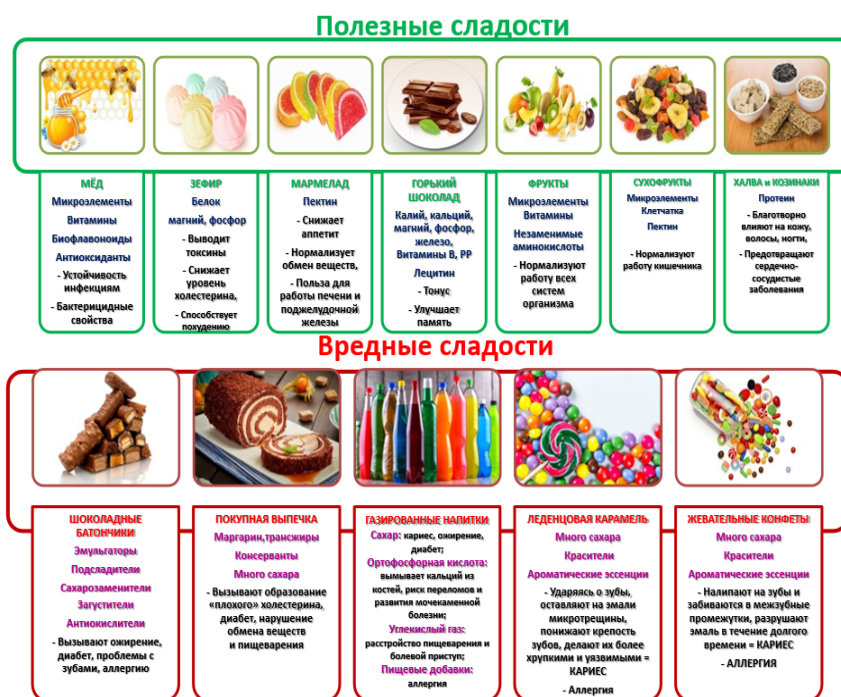 Полезные сладости
МЁД
Микроэлементы
Витамины
Биофлавоноиды
Антиоксиданты
- Устойчивость
инфекциям
- Бактерицидные
свойства
ЗЕФИР
Белок
магний, фосфор
- Выводит
токсины
- Снижает
уровень
холестерина,
- Способствует
похудению
МАРМЕЛАД
Пектин
- Снижает
аппетит
- Нормализует
обмен веществ,
- Польза для
работы печени и
поджелудочной
железы
ГОРЬКИЙ
ШОКОЛАД
Калий, кальций,
магний, фосфор,
железо,
Витамины В, РР
Лецитин
- Тонус
- Улучшает
память
ФРУКТЫ
Микроэлементы
Витамины
Незаменимые
аминокислоты
- Нормализуют
работу всех
систем
организма
СУХОФРУКТЫ
Микроэлементы
Клетчатка
Пектин
- Нормализуют
работу кишечника
ХАЛВА и КОЗИНАКИ
Протеин
- Благотворно
влияют на кожу,
волосы, ногти,
- Предотвращают
сердечно-
сосудистые
заболевания
Вредные сладости
ШОКОЛАДНЫЕ
БАТОНЧИКИ
Эмульгаторы
Подсладители
Сахарозаменители
Загустители
Антиокислители
- Вызывают ожирение,
диабет, проблемы с
зубами, аллергию
ПОКУПНАЯ ВЫПЕЧКА
Маргарин,трансжиры
Консерванты
Много сахара
- Вызывают образование
«плохого» холестерина,
диабет, нарушение
обмена веществ
и пищеварения
ГАЗИРОВАННЫЕ НАПИТКИ
Сахар: кариес, ожирение,
диабет;
Ортофосфорная кислота:
вымывает кальций из
костей, риск переломов и
развития мочекаменной
болезни;
Углекислый газ:
расстройство пищеварения и
болевой приступ;
Пищевые добавки:
аллергия
ЛЕДЕНЦОВАЯ КАРАМЕЛЬ
Много сахара
Красители
Ароматические эссенции
- Ударяясь о зубы,
оставляют на эмали
микротрещины,
понижают крепость
зубов, делают их более
хрупкими и уязвимыми =
КАРИЕС
- Аллергия
ЖЕВАТЕЛЬНЫЕ КОНФЕТЫ
Много сахара
Красители
Ароматические эссенции
- Налипают на зубы и
забиваются в межзубные
промежутки, разрушают
эмаль в течение долгого
времени = КАРИЕС
- АЛЛЕРГИЯ